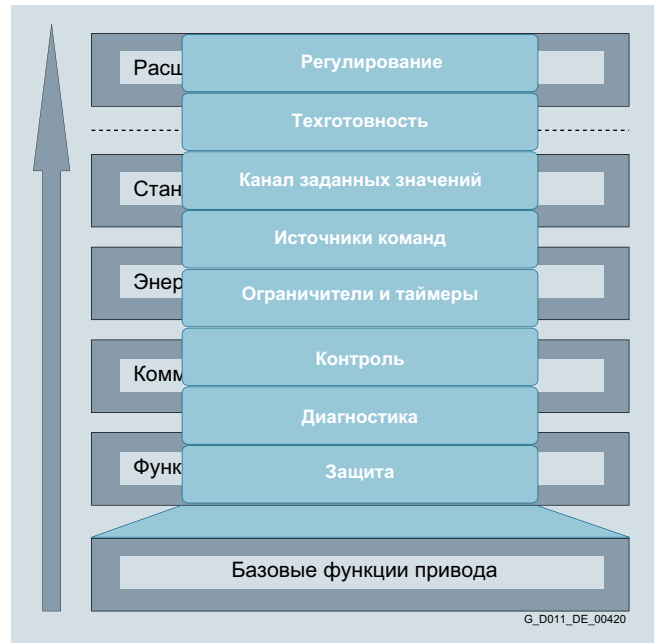 Регулирование
Расш
Техготовность
Канал заданных значений
Стан
Источники команд
Энер
Ограничители и таймеры
Контроль
Комм
Диагностика
Функ
Защита
Базовые функции привода
G_D011_DE_00420